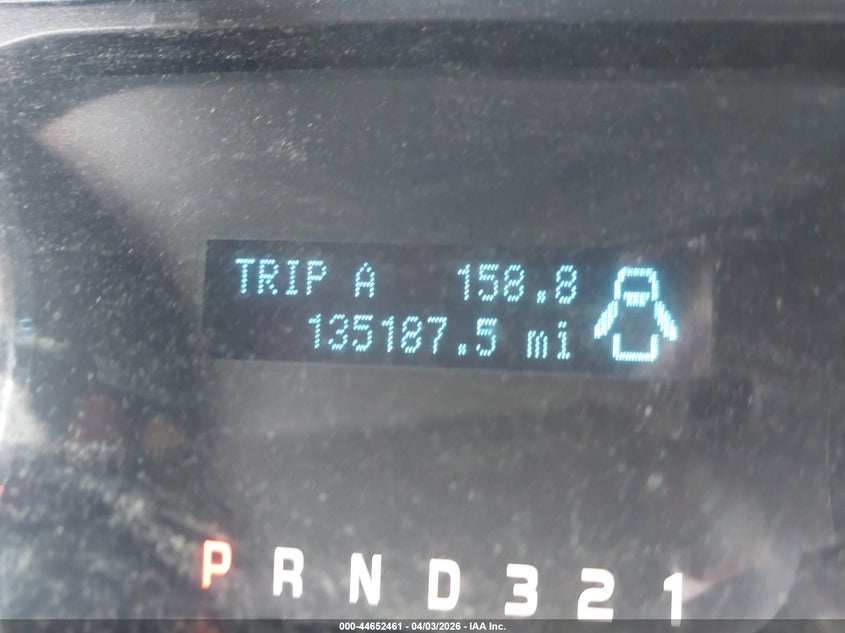 TRIP A 158.8
135187.5 mi
P R N D 3 2 1
000-44652461 - 04/03/2026 - IAA Inc.